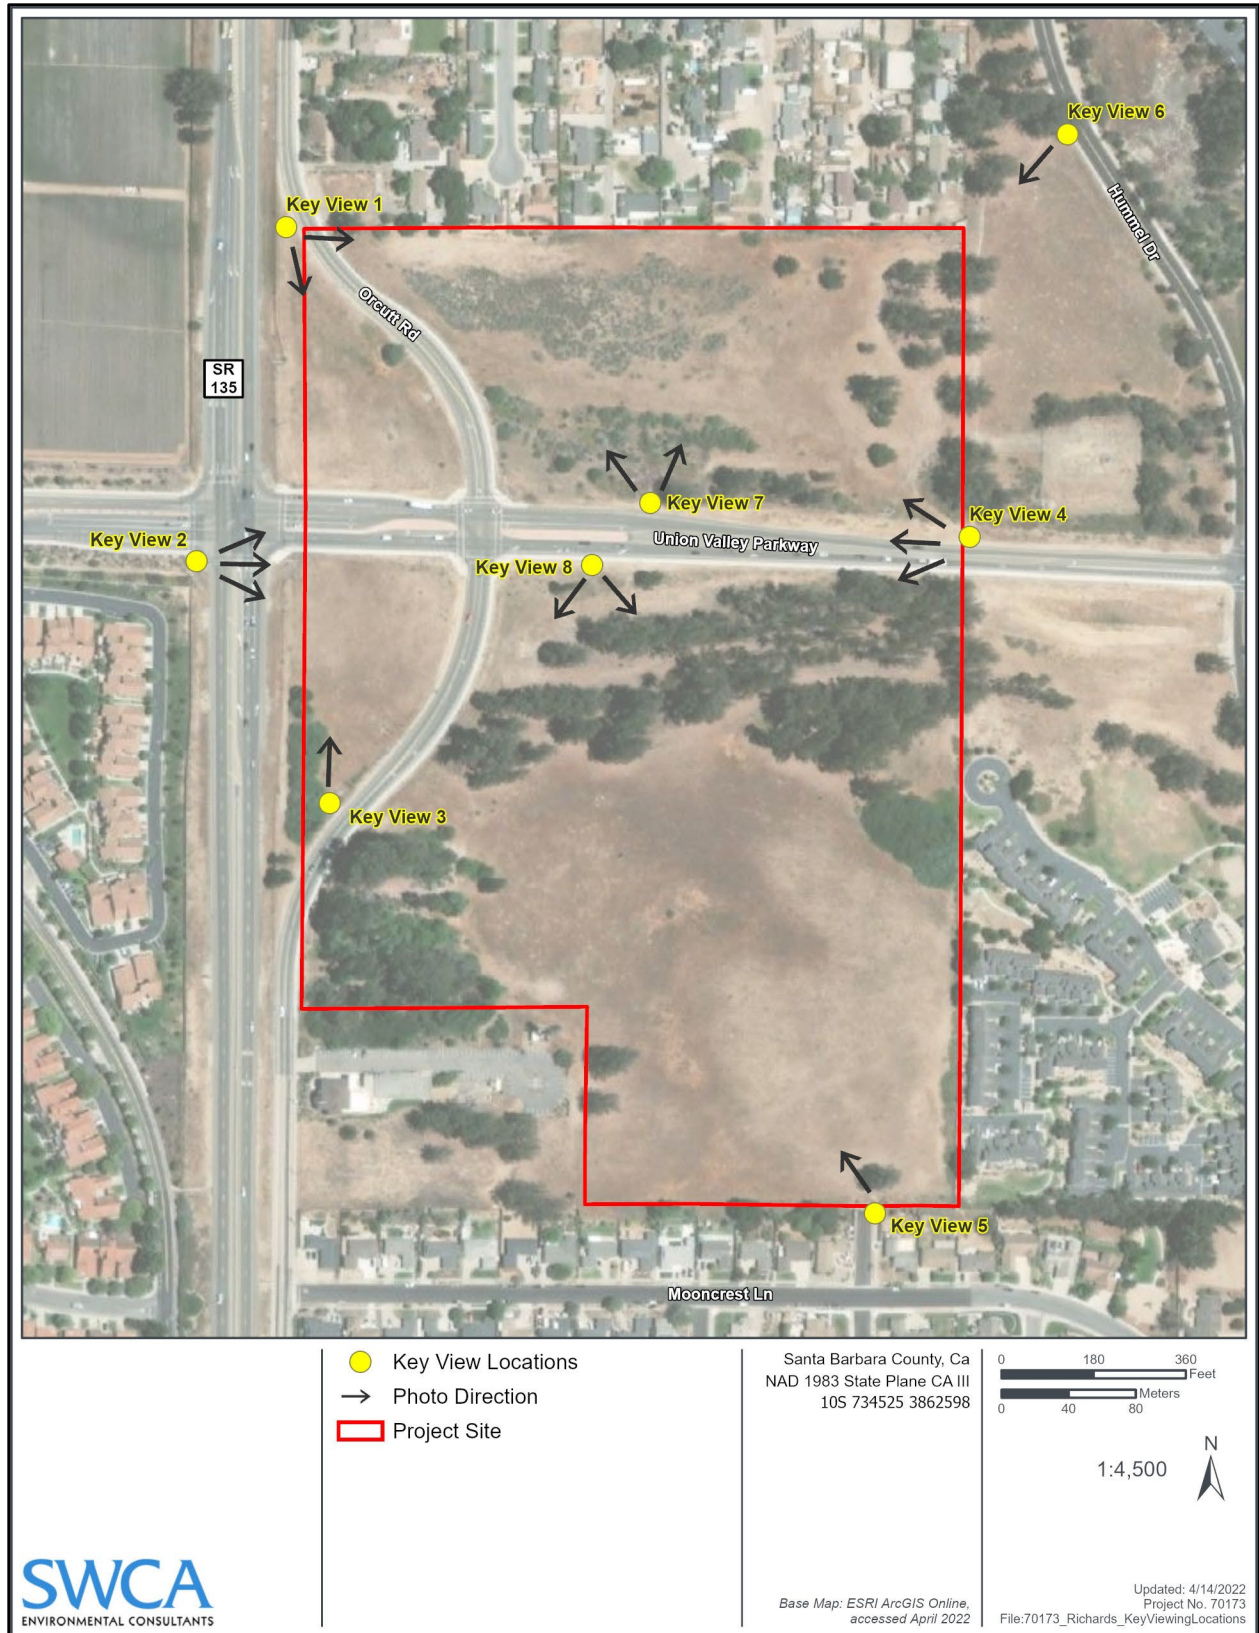 Key View 6
Hummel Dr
Key View 1
Orcutt Rd
SR
135
Key View 7
Key View 4
Key View 2
Union Valley Parkway
Key View 8
Key View 3
Key View 5
Mooncrest Ln
Key View Locations
Photo Direction
Project Site
Santa Barbara County, Ca
NAD 1983 State Plane CA III
10S 734525 3862598
0 180 360
Feet
Meters
0 40 80
N
1:4,500
SWCA
ENVIRONMENTAL CONSULTANTS
Base Map: ESRI ArcGIS Online,
accessed April 2022
Updated: 4/14/2022
Project No. 70173
File:70173_Richards_KeyViewingLocations